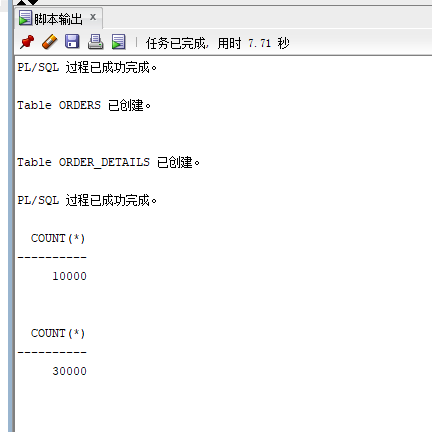 脚本输出 x
任务已完成, 用时 7.71 秒
PL/SQL 过程已成功完成。
Table ORDERS 已创建。
Table ORDER_DETAILS 已创建。
PL/SQL 过程已成功完成。
COUNT(*)
----------
10000
COUNT(*)
----------
30000